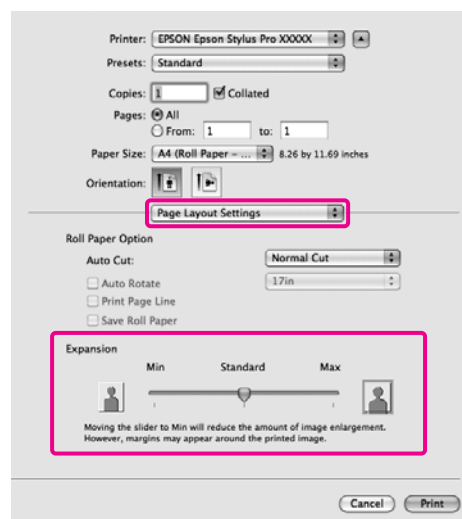 Printer: EPSON Epson Stylus Pro XXXXX
Presets: Standard
Copies: 1 Collated
Pages: All
From: 1 to: 1
Paper Size: A4 (Roll Paper – ... 8.26 by 11.69 inches
Orientation:
Page Layout Settings
Roll Paper Option
Auto Cut: Normal Cut
Auto Rotate 17in
Print Page Line
Save Roll Paper
Expansion
Min Standard Max
Moving the slider to Min will reduce the amount of image enlargement.
However, margins may appear around the printed image.
Cancel Print